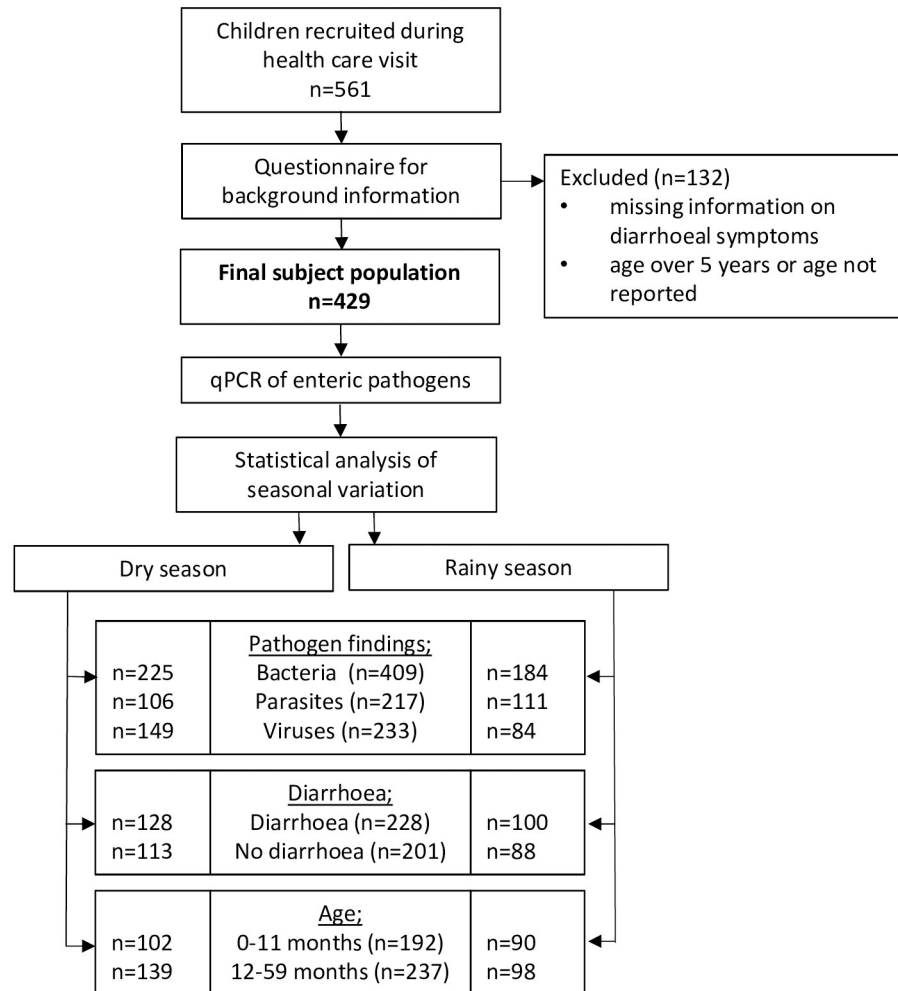 Children recruited during
health care visit
n=561
Questionnaire for
background information
Excluded (n=132)
• missing information on
diarrhoeal symptoms
• age over 5 years or age not
reported
Final subject population
n=429
qPCR of enteric pathogens
Statistical analysis of
seasonal variation
Dry season
Rainy season
Pathogen findings;
n=225 Bacteria (n=409) n=184
n=106 Parasites (n=217) n=111
n=149 Viruses (n=233) n=84
Diarrhoea;
n=128 Diarrhoea (n=228) n=100
n=113 No diarrhoea (n=201) n=88
Age;
n=102 0-11 months (n=192) n=90
n=139 12-59 months (n=237) n=98